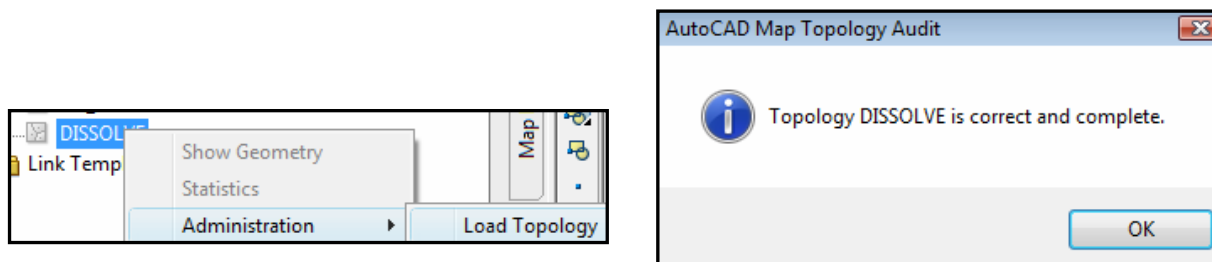 DISSOLVE
Link Temp
Show Geometry
Statistics
Administration
Load Topology
Map
AutoCAD Map Topology Audit
Topology DISSOLVE is correct and complete.
OK